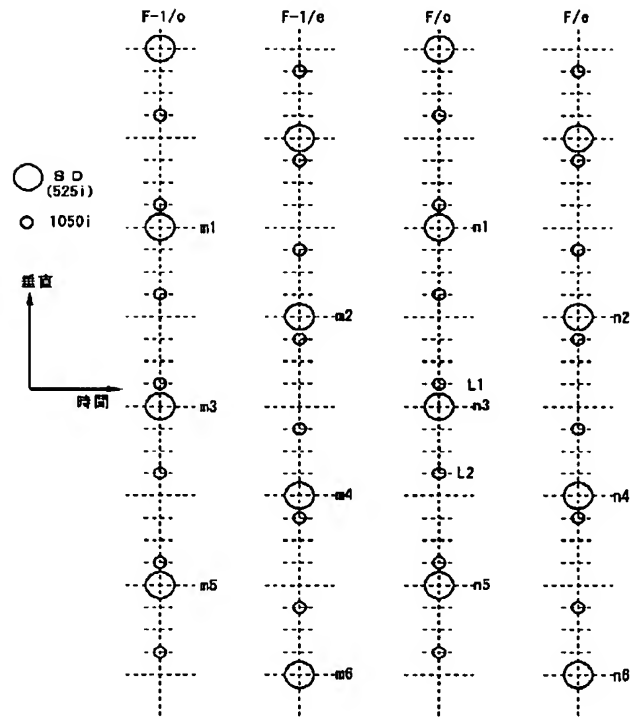 F-1/o F-1/e F/o F/e
SD
(525i)
1050i
m1 n1
垂直
m2 n2
L1
時間
m3 n3
L2
m4 n4
m5 n5
m6 n6